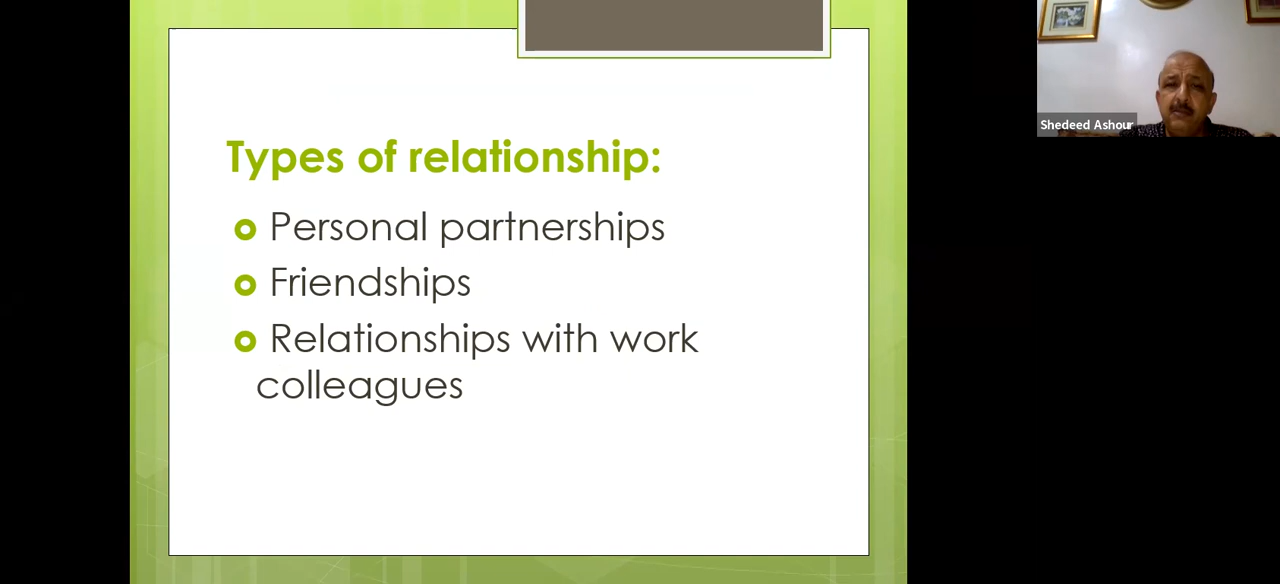 Types of relationship:
Personal partnerships
Friendships
Relationships with work
colleagues
Shedeed Ashour